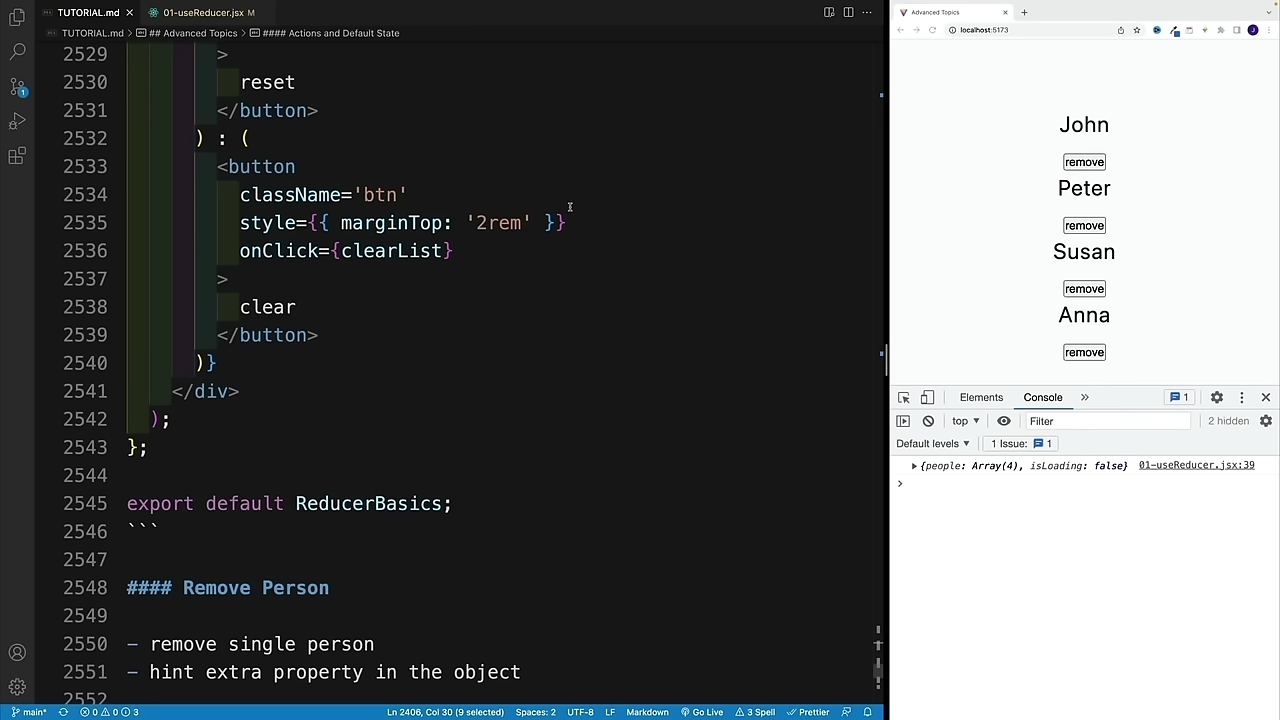 TUTORIAL.md
01-useReducer.jsx M
TUTORIAL.md > ## Advanced Topics > #### Actions and Default State
2529 >
2530 reset
2531 </button>
2532 ) : (
2533 <button
2534 className='btn'
2535 style={{ marginTop: '2rem' }}
2536 onClick={clearList}
2537 >
2538 clear
2539 </button>
2540 )}
2541 </div>
2542 );
2543 };
2544
2545 export default ReducerBasics;
2546 ```
2547
2548 #### Remove Person
2549
2550 - remove single person
2551 - hint extra property in the object
2552
main* 0 0 3 Ln 2406, Col 30 (9 selected) Spaces: 2 UTF-8 LF Markdown Go Live 3 Spell Prettier
Advanced Topics
localhost:5173
John
remove
Peter
remove
Susan
remove
Anna
remove
Elements Console 1
top Filter 2 hidden
Default levels 1 Issue: 1
{people: Array(4), isLoading: false} 01-useReducer.jsx:39